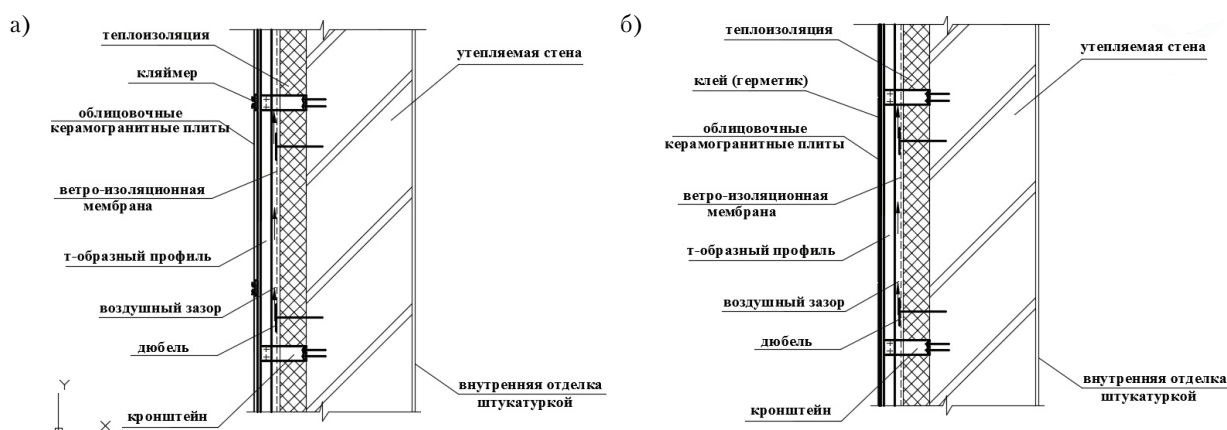 а)
теплоизоляция
кляймер
облицовочные
керамогранитные плиты
ветро-изоляционная
мембрана
т-образный профиль
воздушный зазор
дюбель
кронштейн
утепляемая стена
внутренняя отделка
штукатуркой
Y
X
б)
теплоизоляция
клей (герметик)
облицовочные
керамогранитные плиты
ветро-изоляционная
мембрана
т-образный профиль
воздушный зазор
дюбель
кронштейн
утепляемая стена
внутренняя отделка
штукатуркой